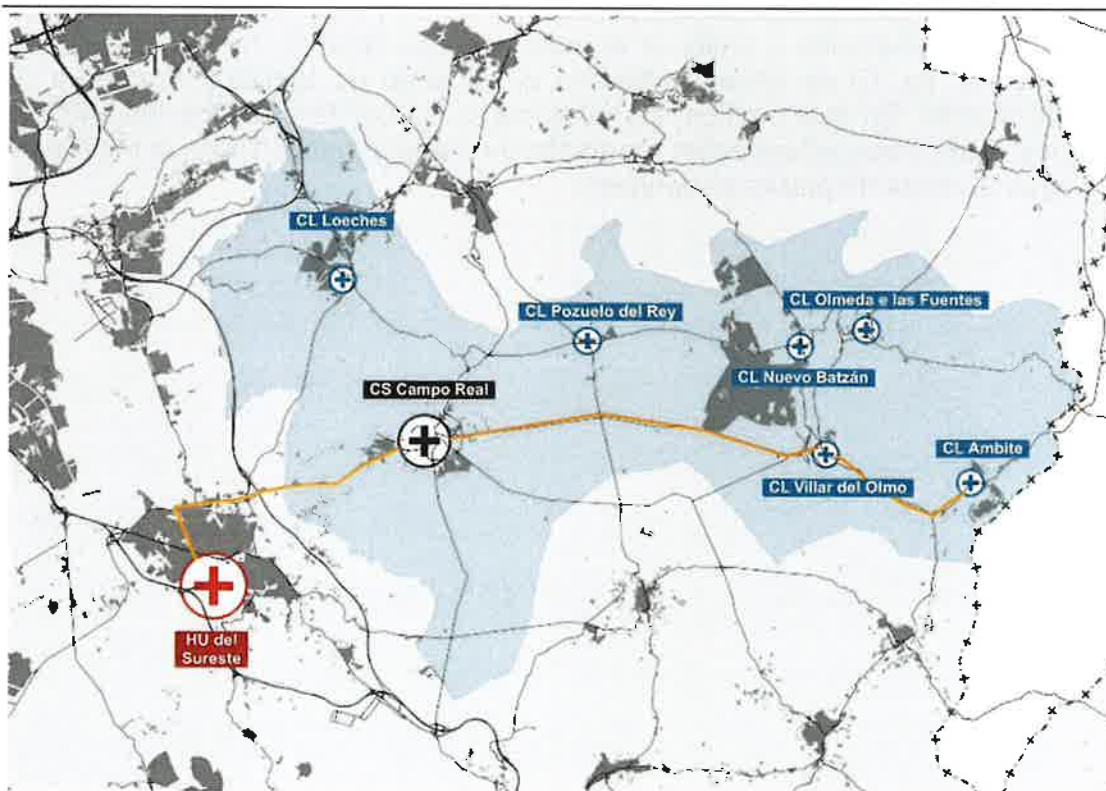 CL Loeches
CL Pozuelo del Rey
CL Olmeda e las Fuentes
CL Nuevo Batzán
CS Campo Real
CL Ambite
CL Villar del Olmo
HU del
Sureste